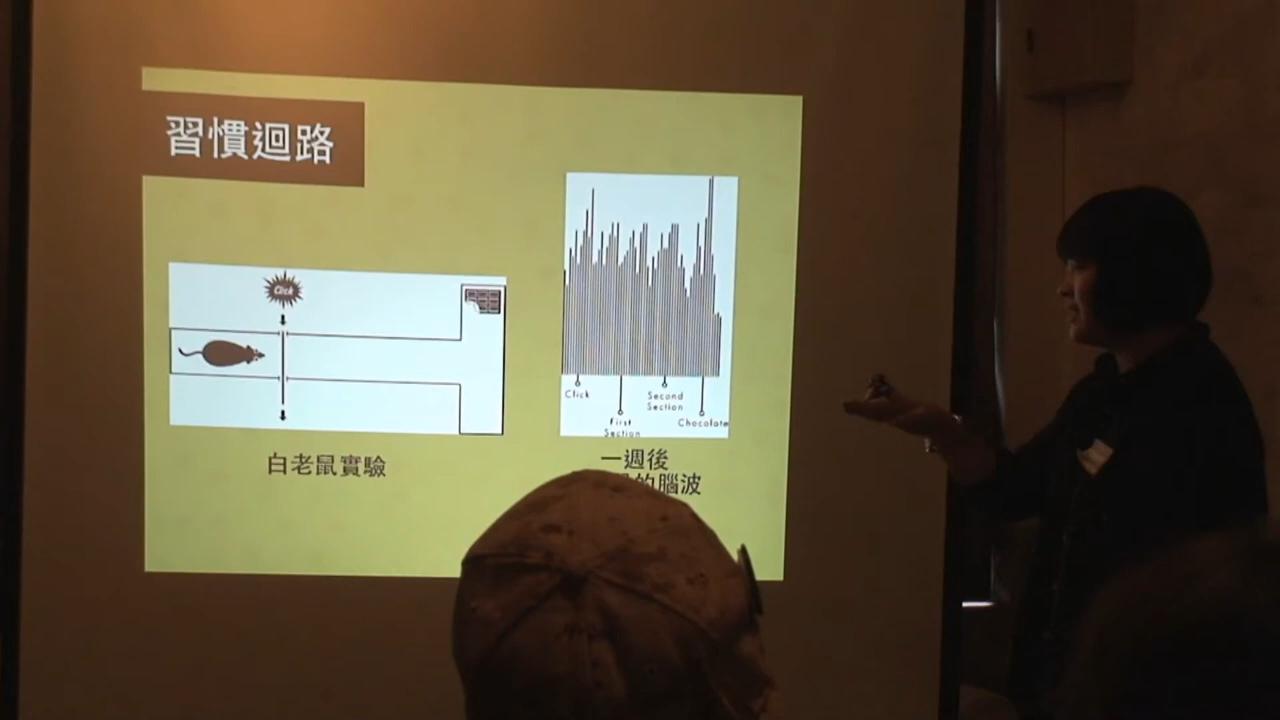 習慣迴路
Click
Click
First
Section
Second
Section
Chocolate
白老鼠實驗
一週後
的腦波